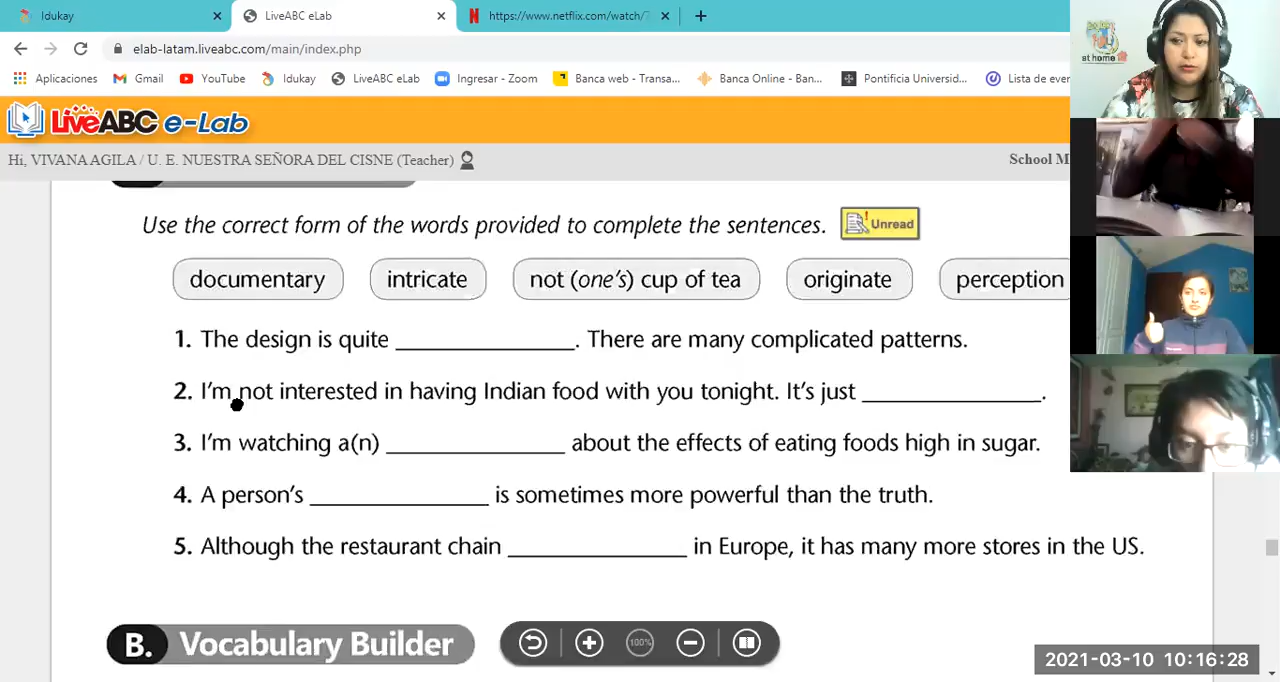 Idukay
LiveABC eLab
https://www.netflix.com/watch/
elab-latam.liveabc.com/main/index.php
Aplicaciones Gmail YouTube Idukay LiveABC eLab Ingresar - Zoom Banca web - Transa... Banca Online - Ban... Pontificia Universid... Lista de ever
at home
LiveABC e-Lab
Hi, VIVANA AGILA / U. E. NUESTRA SEÑORA DEL CISNE (Teacher)
School M
Use the correct form of the words provided to complete the sentences. Unread
documentary intricate not (one's) cup of tea originate perception
1. The design is quite ______________. There are many complicated patterns.
2. I'm not interested in having Indian food with you tonight. It's just ______________.
3. I'm watching a(n) ______________ about the effects of eating foods high in sugar.
4. A person's ______________ is sometimes more powerful than the truth.
5. Although the restaurant chain ______________ in Europe, it has many more stores in the US.
B. Vocabulary Builder
100%
2021-03-10 10:16:28